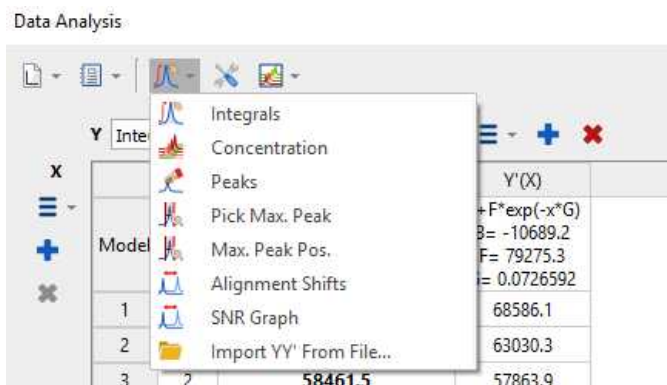 Data Analysis
Integrals
Y Inte
Concentration
X
Peaks
Y'(X)
Pick Max. Peak
+F*exp(-x*G)
Model
Max. Peak Pos.
B= -10689.2
F= 79275.3
Alignment Shifts
G= 0.0726592
1
SNR Graph
68586.1
2
Import YY' From File...
63030.3
3 2 58461.5 57863.9